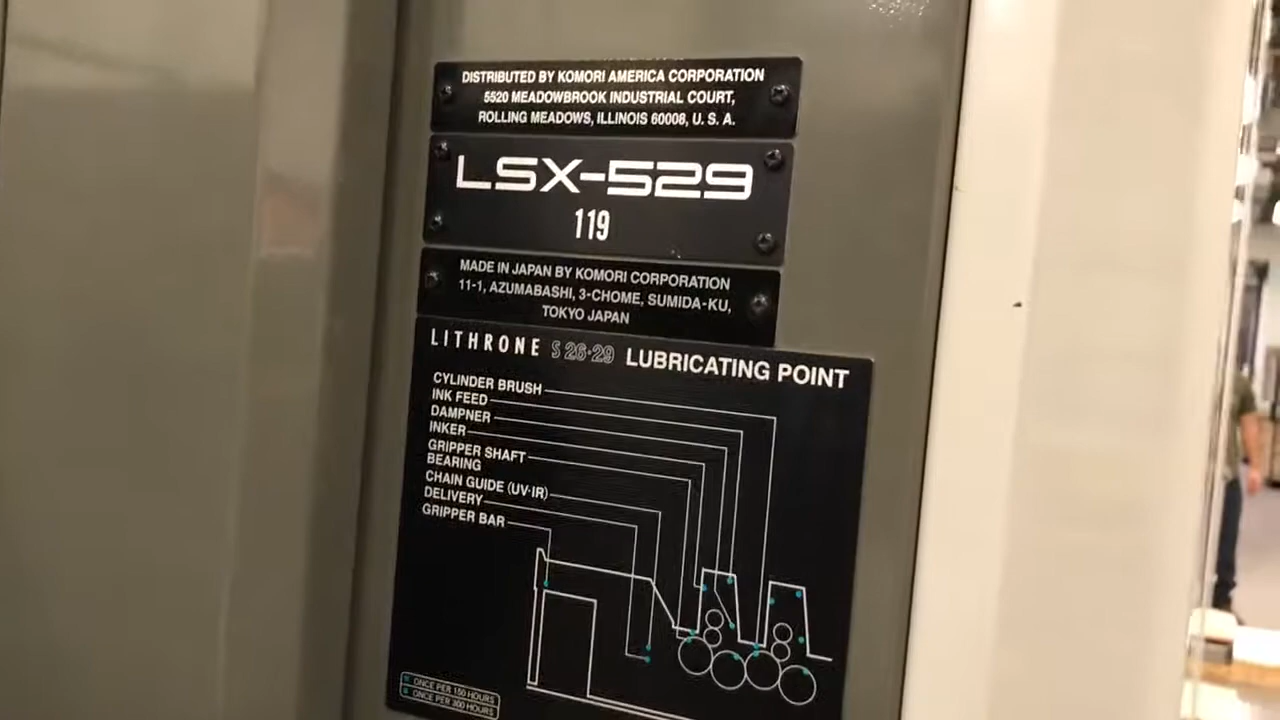 DISTRIBUTED BY KOMORI AMERICA CORPORATION
5520 MEADOWBROOK INDUSTRIAL COURT,
ROLLING MEADOWS, ILLINOIS 60008, U. S. A.
LSX-529
119
MADE IN JAPAN BY KOMORI CORPORATION
11-1, AZUMABASHI, 3-CHOME, SUMIDA-KU,
TOKYO JAPAN
LITHRONE S 26·29 LUBRICATING POINT
CYLINDER BRUSH
INK FEED
DAMPNER
INKER
GRIPPER SHAFT
BEARING
CHAIN GUIDE (UV·IR)
DELIVERY
GRIPPER BAR
ONCE PER 150 HOURS
ONCE PER 300 HOURS